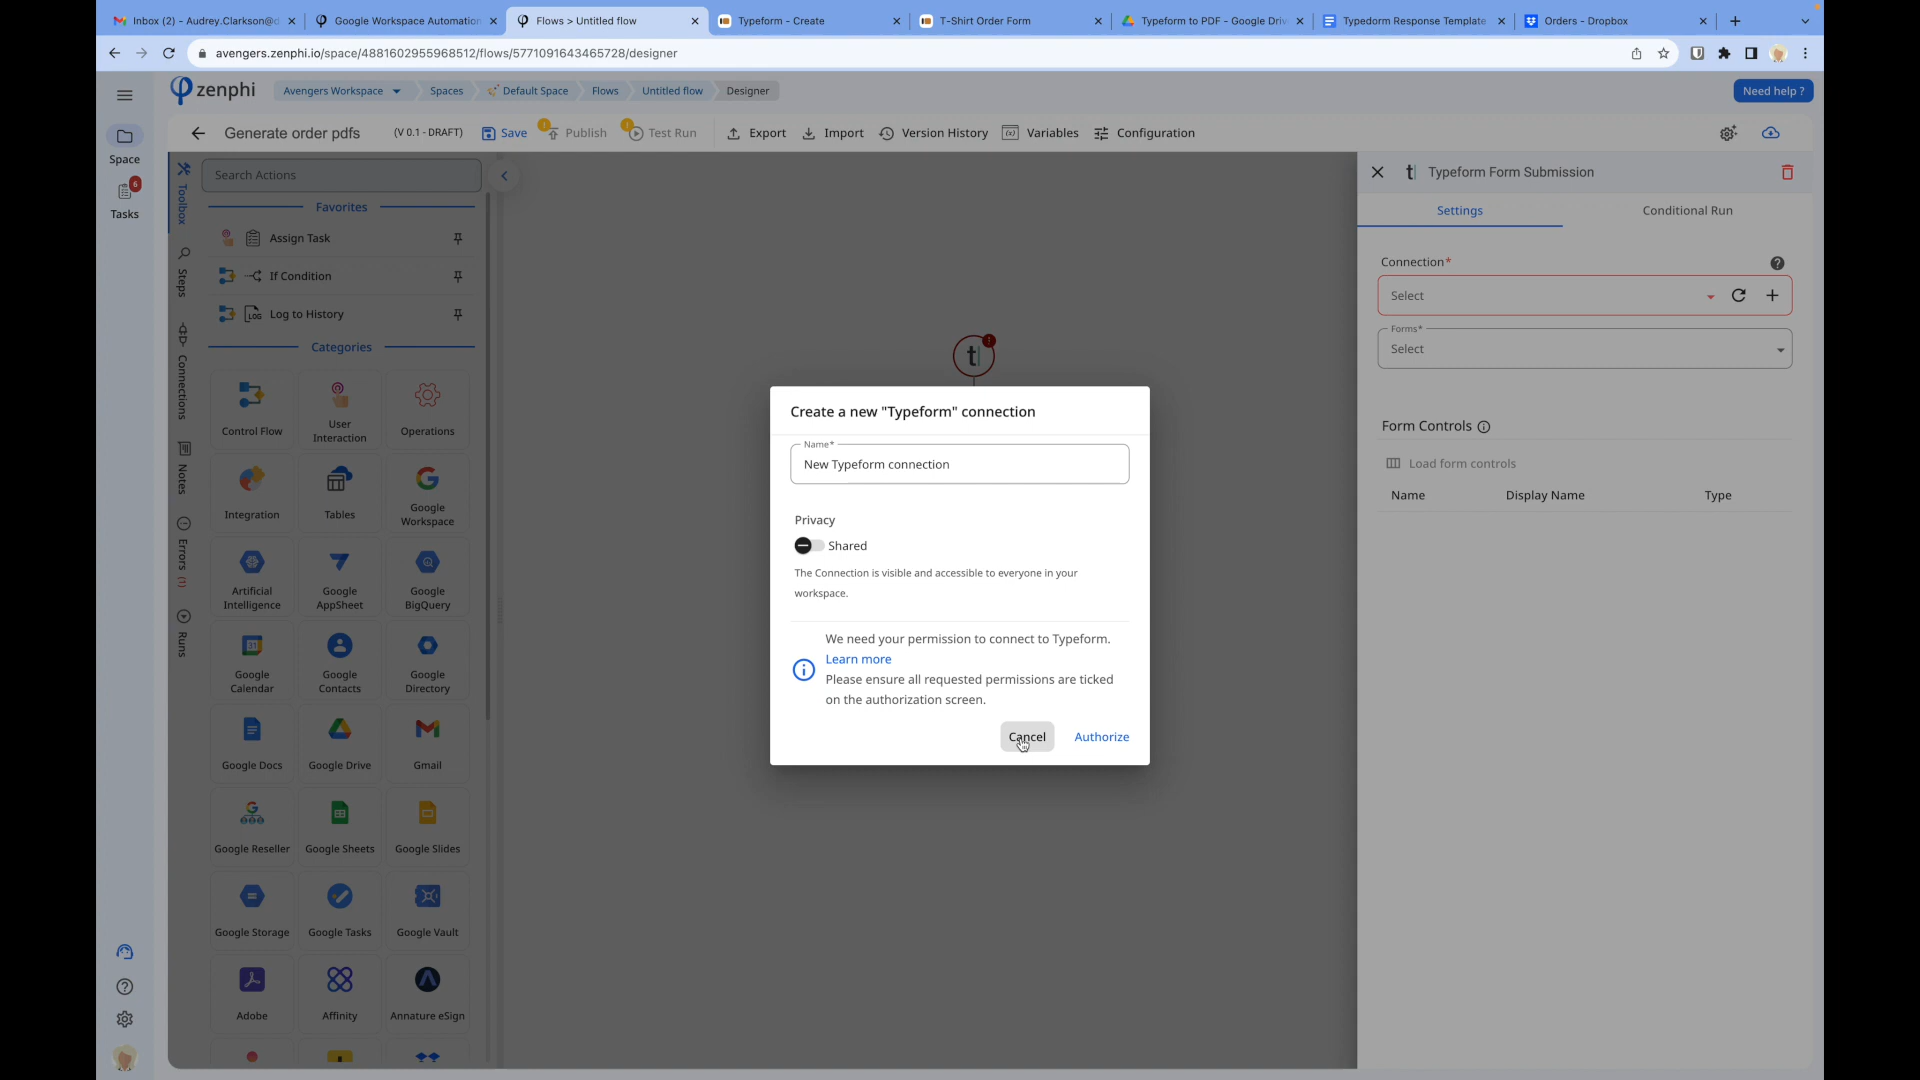 Inbox (2) - Audrey.Clarkson@d
Google Workspace Automation
Flows > Untitled flow
Typeform - Create
T-Shirt Order Form
Typeform to PDF - Google Driv
Typedorm Response Template
Orders - Dropbox
avengers.zenphi.io/space/4881602955968512/flows/5771091643465728/designer
zenphi
Avengers Workspace
Spaces
Default Space
Flows
Untitled flow
Designer
Need help ?
Generate order pdfs
(V 0.1 - DRAFT)
Save
Publish
Test Run
Export
Import
Version History
Variables
Configuration
Space
6
Tasks
Toolbox
Steps
Connections
Notes
Errors (1)
Runs
Search Actions
Favorites
Assign Task
If Condition
LOG
Log to History
Categories
Control Flow
User
Interaction
Operations
Integration
Tables
Google
Workspace
Artificial
Intelligence
Google
AppSheet
Google
BigQuery
Google
Calendar
Google
Contacts
Google
Directory
Google Docs
Google Drive
Gmail
Google Reseller
Google Sheets
Google Slides
Google Storage
Google Tasks
Google Vault
Adobe
Affinity
Annature eSign
Create a new "Typeform" connection
Name*
New Typeform connection
Privacy
Shared
The Connection is visible and accessible to everyone in your
workspace.
We need your permission to connect to Typeform.
Learn more
Please ensure all requested permissions are ticked
on the authorization screen.
Cancel
Authorize
Typeform Form Submission
Settings
Conditional Run
Connection*
Select
Forms*
Select
Form Controls
Load form controls
Name
Display Name
Type